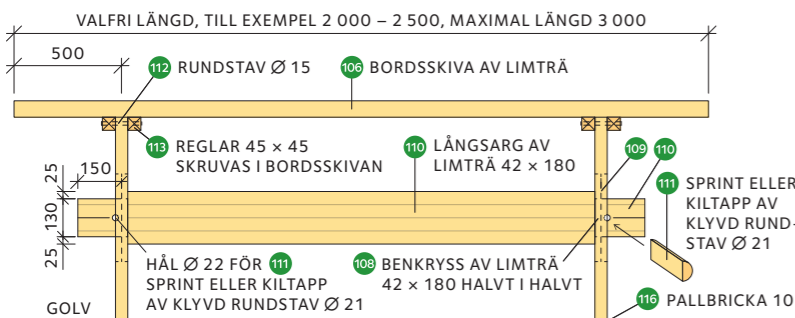 VALFRI LÄNGD, TILL EXEMPEL 2 000 – 2 500, MAXIMAL LÄNGD 3 000
500
112 RUNDSTAV Ø 15
106 BORDSSKIVA AV LIMTRÄ
113 REGLAR 45 × 45
SKRUVAS I BORDSSKIVAN
110 LÅNGSARG AV
LIMTRÄ 42 × 180
109 110
111 SPRINT ELLER
KILTAPP AV
KLYVD RUND-
STAV Ø 21
150
25
130
25
HÅL Ø 22 FÖR 111
SPRINT ELLER KILTAPP
AV KLYVD RUNDSTAV Ø 21
108 BENKRYSS AV LIMTRÄ
42 × 180 HALVT I HALVT
GOLV
116 PALLBRICKA 10